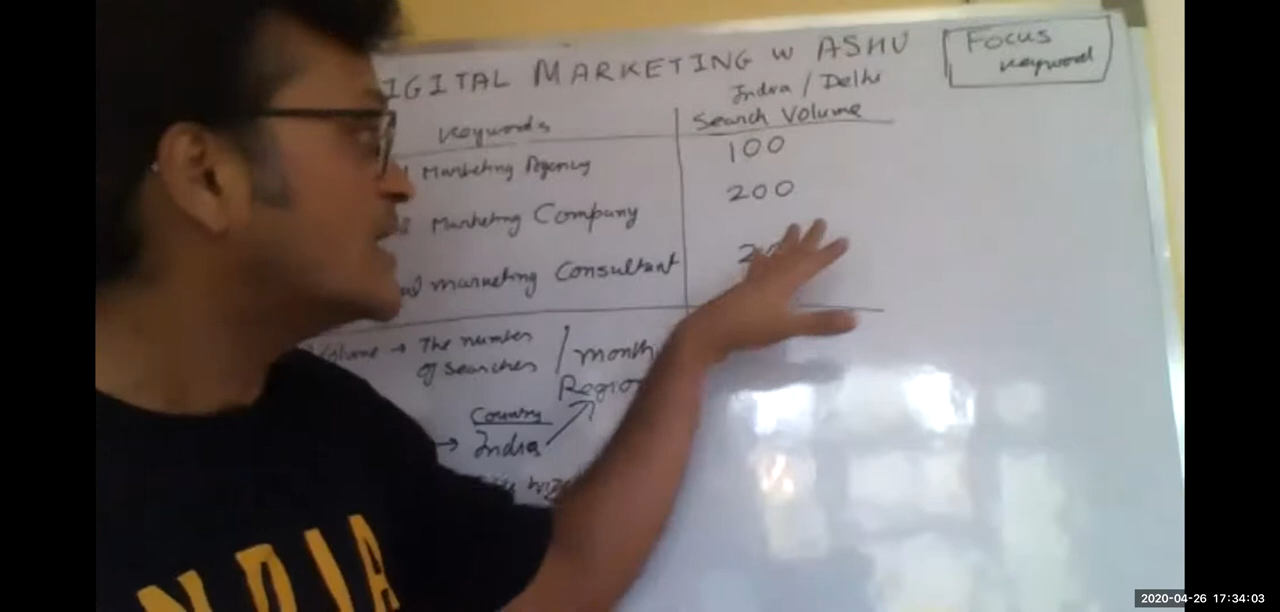 IGITAL MARKETING W ASHU
Focus
Keyword
India / Delhi
Keywords
Search Volume
Marketing Agency
100
Marketing Company
200
Marketing Consultant
Volume → The number
of searches / month
Region
Country
→ India
INDIA
2020-04-26 17:34:03